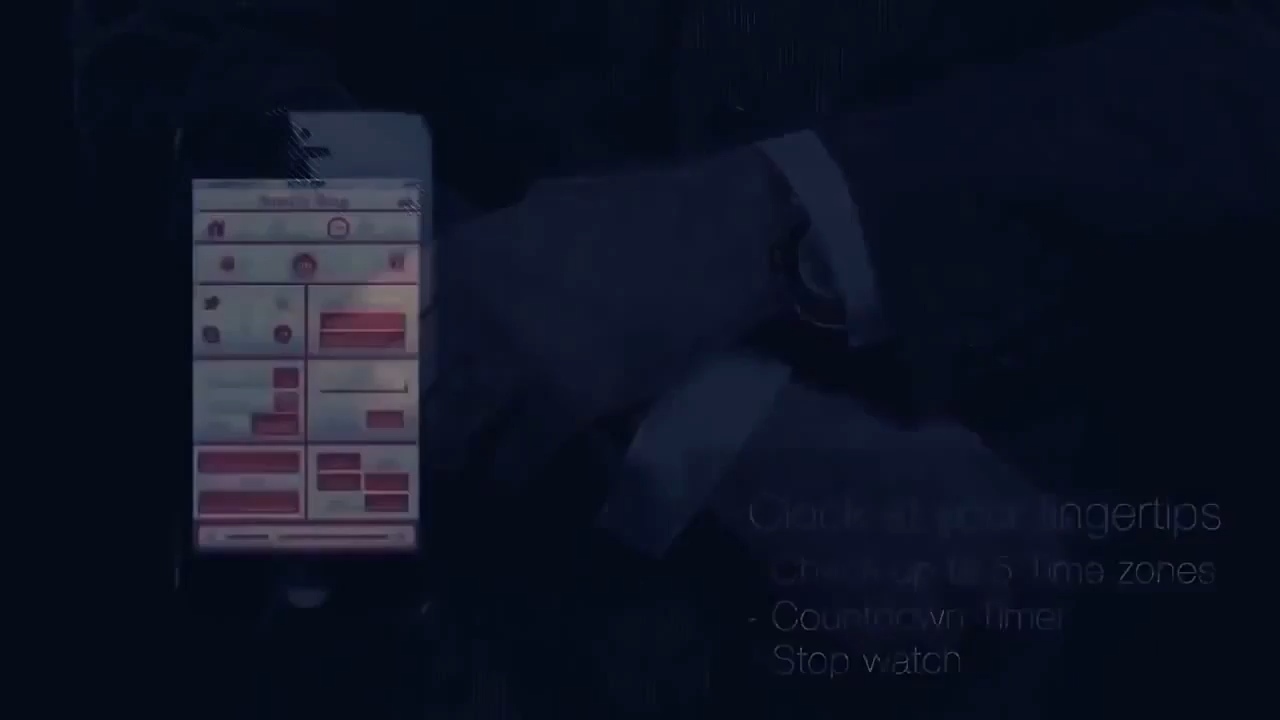 Clock at your fingertips
- Check up to 5 Time zones
- Countdown Timer
- Stop watch